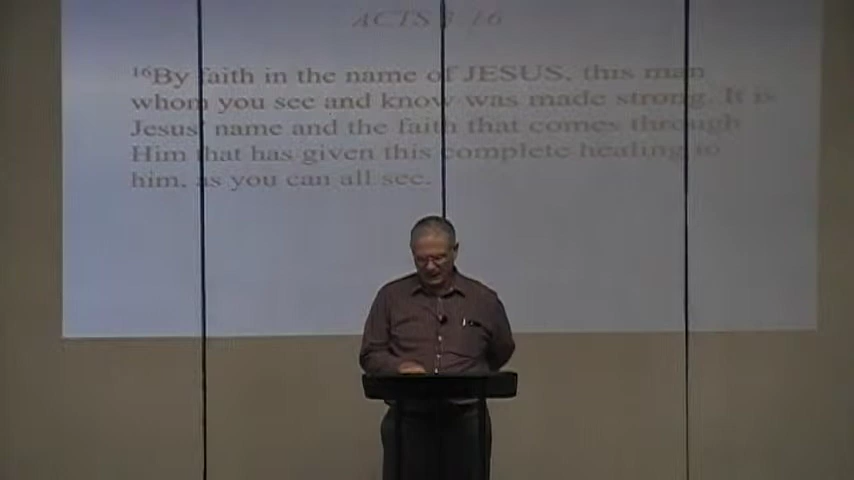 ACTS 3:16
16By faith in the name of JESUS, this man
whom you see and know was made strong. It is
Jesus' name and the faith that comes through
Him that has given this complete healing to
him, as you can all see.